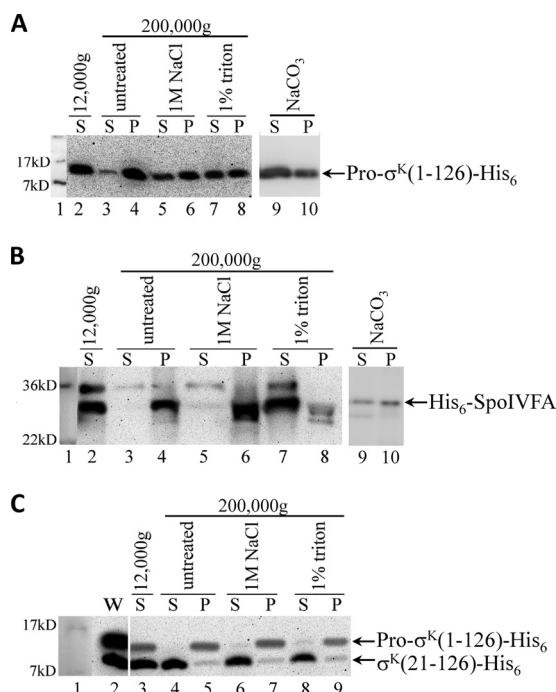 A
200,000g
12,000g untreated 1M NaCl 1% triton NaCO₃
S S P S P S P S P
17kD
7kD
Pro-σᴷ(1-126)-His₆
1 2 3 4 5 6 7 8 9 10
B
200,000g
12,000g untreated 1M NaCl 1% triton NaCO₃
S S P S P S P S P
36kD
22kD
His₆-SpoIVFA
1 2 3 4 5 6 7 8 9 10
C
200,000g
12,000g untreated 1M NaCl 1% triton
W S S P S P S P
17kD
7kD
Pro-σᴷ(1-126)-His₆
σᴷ(21-126)-His₆
1 2 3 4 5 6 7 8 9